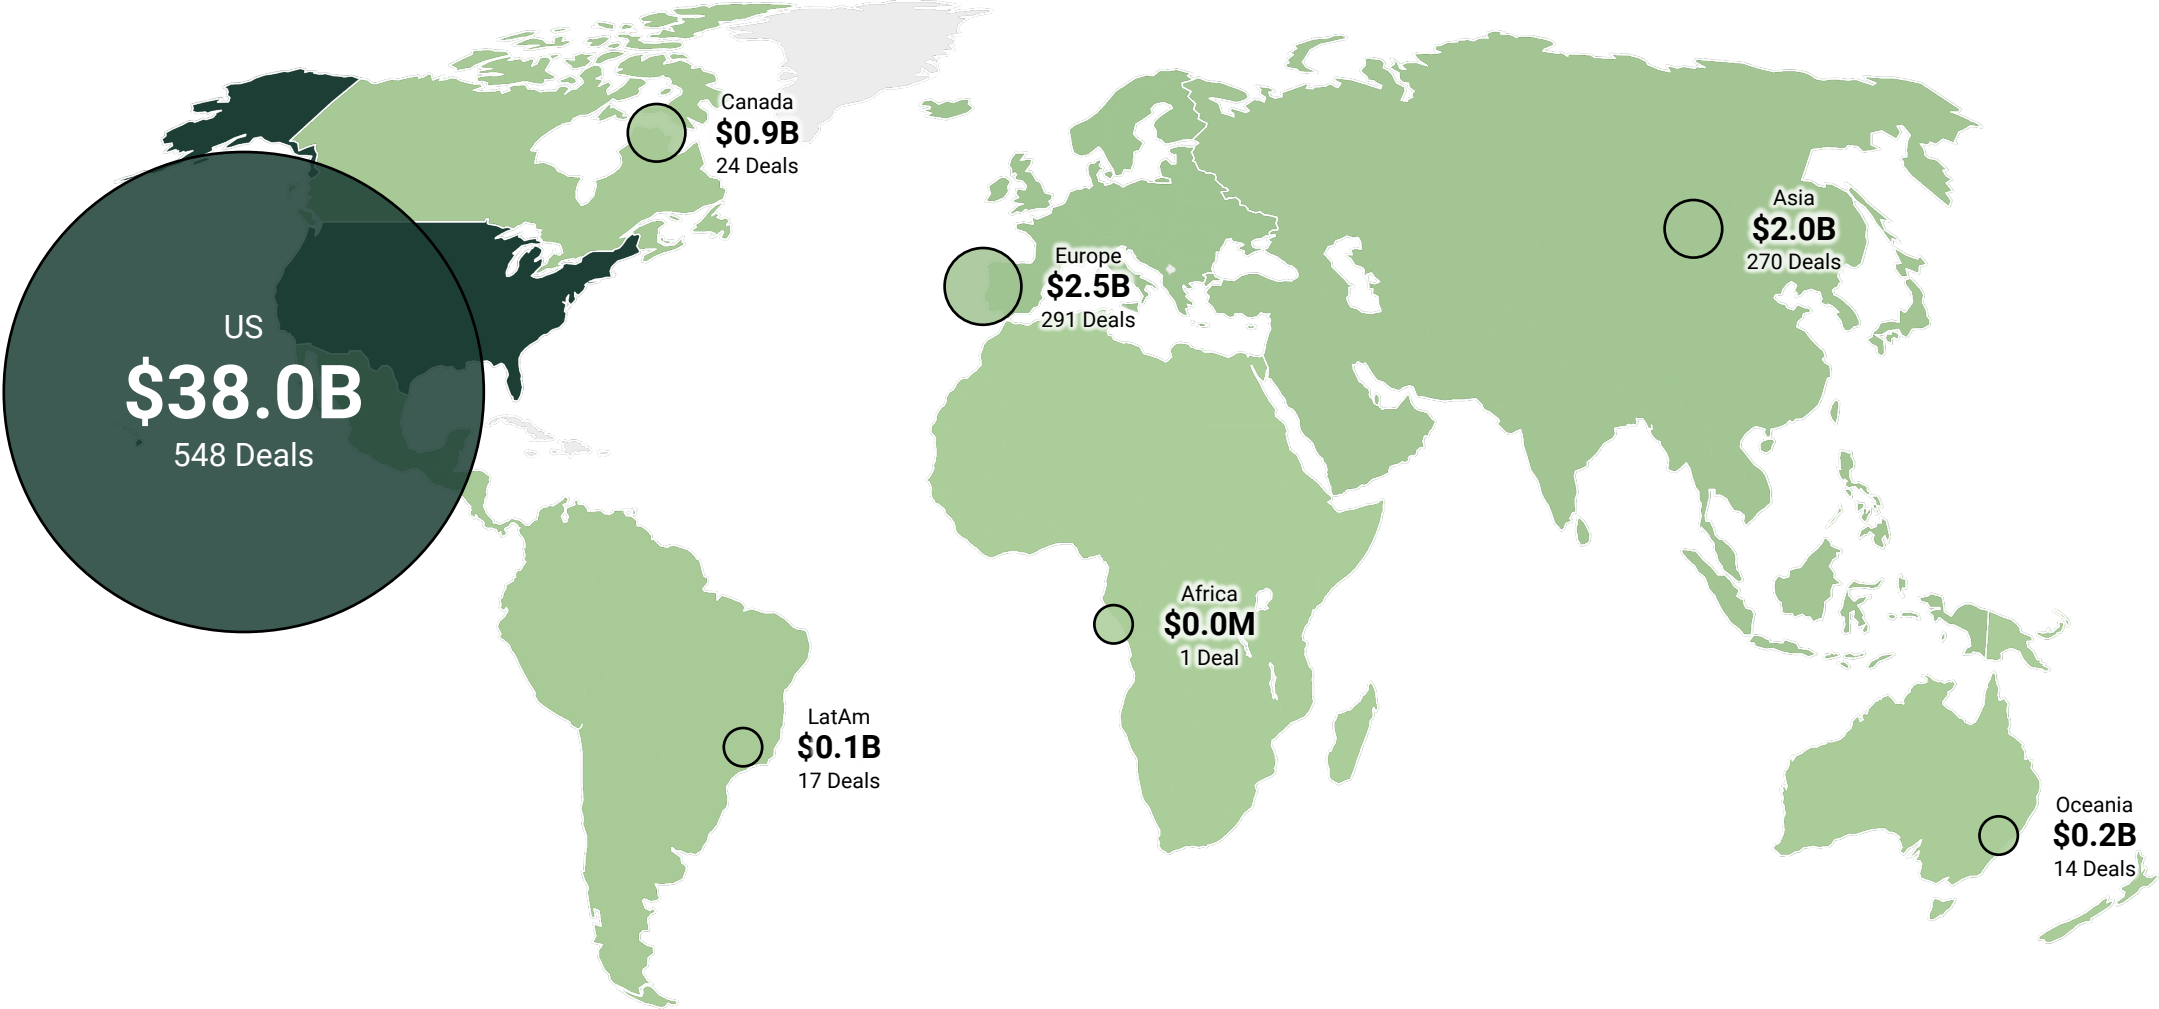 Canada
$0.9B
24 Deals
US
$38.0B
548 Deals
Europe
$2.5B
291 Deals
Asia
$2.0B
270 Deals
Africa
$0.0M
1 Deal
LatAm
$0.1B
17 Deals
Oceania
$0.2B
14 Deals